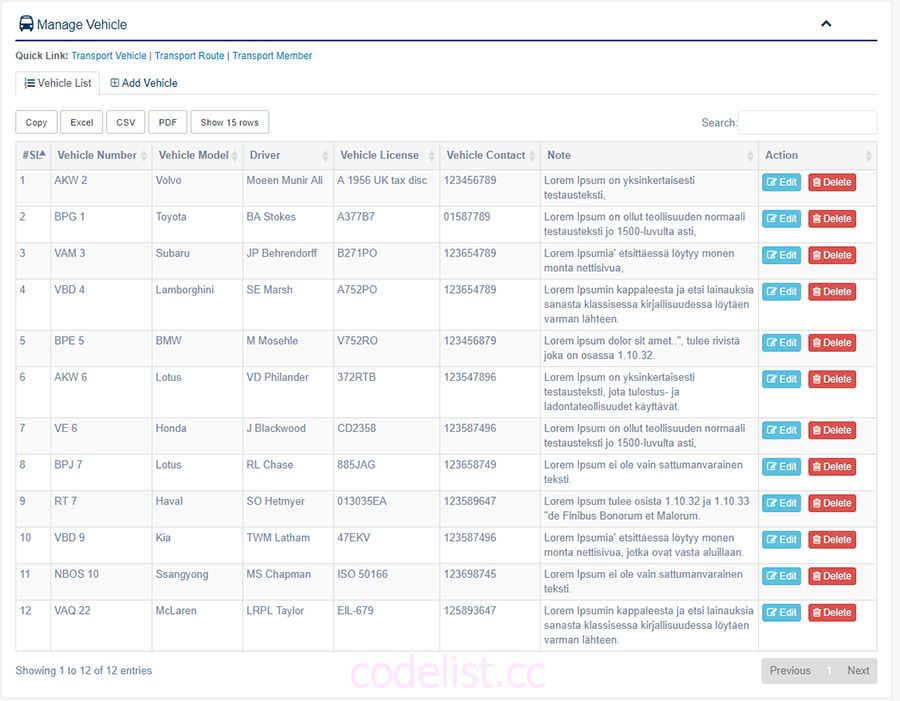 Manage Vehicle
Quick Link: Transport Vehicle | Transport Route | Transport Member
Vehicle List Add Vehicle
Copy Excel CSV PDF Show 15 rows Search:
#SL Vehicle Number Vehicle Model Driver Vehicle License Vehicle Contact Note Action
1 AKW 2 Volvo Moeen Munir Ali A 1956 UK tax disc 123456789 Lorem Ipsum on yksinkertaisesti Edit Delete
testausteksti,
2 BPG 1 Toyota BA Stokes A377B7 01587789 Lorem Ipsum on ollut teollisuuden normaali Edit Delete
testausteksti jo 1500-luvulta asti,
3 VAM 3 Subaru JP Behrendorff B271PO 123654789 Lorem Ipsumia' etsittäessä löytyy monen Edit Delete
monta nettisivua,
4 VBD 4 Lamborghini SE Marsh A752PO 123654789 Lorem Ipsumin kappaleesta ja etsi lainauksia Edit Delete
sanasta klassisessa kirjallisuudessa löytäen
varman lähteen.
5 BPE 5 BMW M Mosehle V752RO 123456879 Lorem ipsum dolor sit amet..", tulee rivistä Edit Delete
joka on osassa 1.10.32.
6 AKW 6 Lotus VD Philander 372RTB 123547896 Lorem Ipsum on yksinkertaisesti Edit Delete
testausteksti, jota tulostus- ja
ladontateollisuudet käyttävät.
7 VE 6 Honda J Blackwood CD2358 123587496 Lorem Ipsum on ollut teollisuuden normaali Edit Delete
testausteksti jo 1500-luvulta asti,
8 BPJ 7 Lotus RL Chase 885JAG 123658749 Lorem Ipsum ei ole vain sattumanvarainen Edit Delete
teksti.
9 RT 7 Haval SO Hetmyer 013035EA 123589647 Lorem Ipsum tulee osista 1.10.32 ja 1.10.33 Edit Delete
"de Finibus Bonorum et Malorum.
10 VBD 9 Kia TWM Latham 47EKV 123587496 Lorem Ipsumia' etsittäessä löytyy monen Edit Delete
monta nettisivua, jotka ovat vasta aluillaan.
11 NBOS 10 Ssangyong MS Chapman ISO 50166 123698745 Lorem Ipsum ei ole vain sattumanvarainen Edit Delete
teksti.
12 VAQ 22 McLaren LRPL Taylor EIL-679 125893647 Lorem Ipsumin kappaleesta ja etsi lainauksia Edit Delete
sanasta klassisessa kirjallisuudessa löytäen
varman lähteen.
Showing 1 to 12 of 12 entries Previous 1 Next
codelist.cc